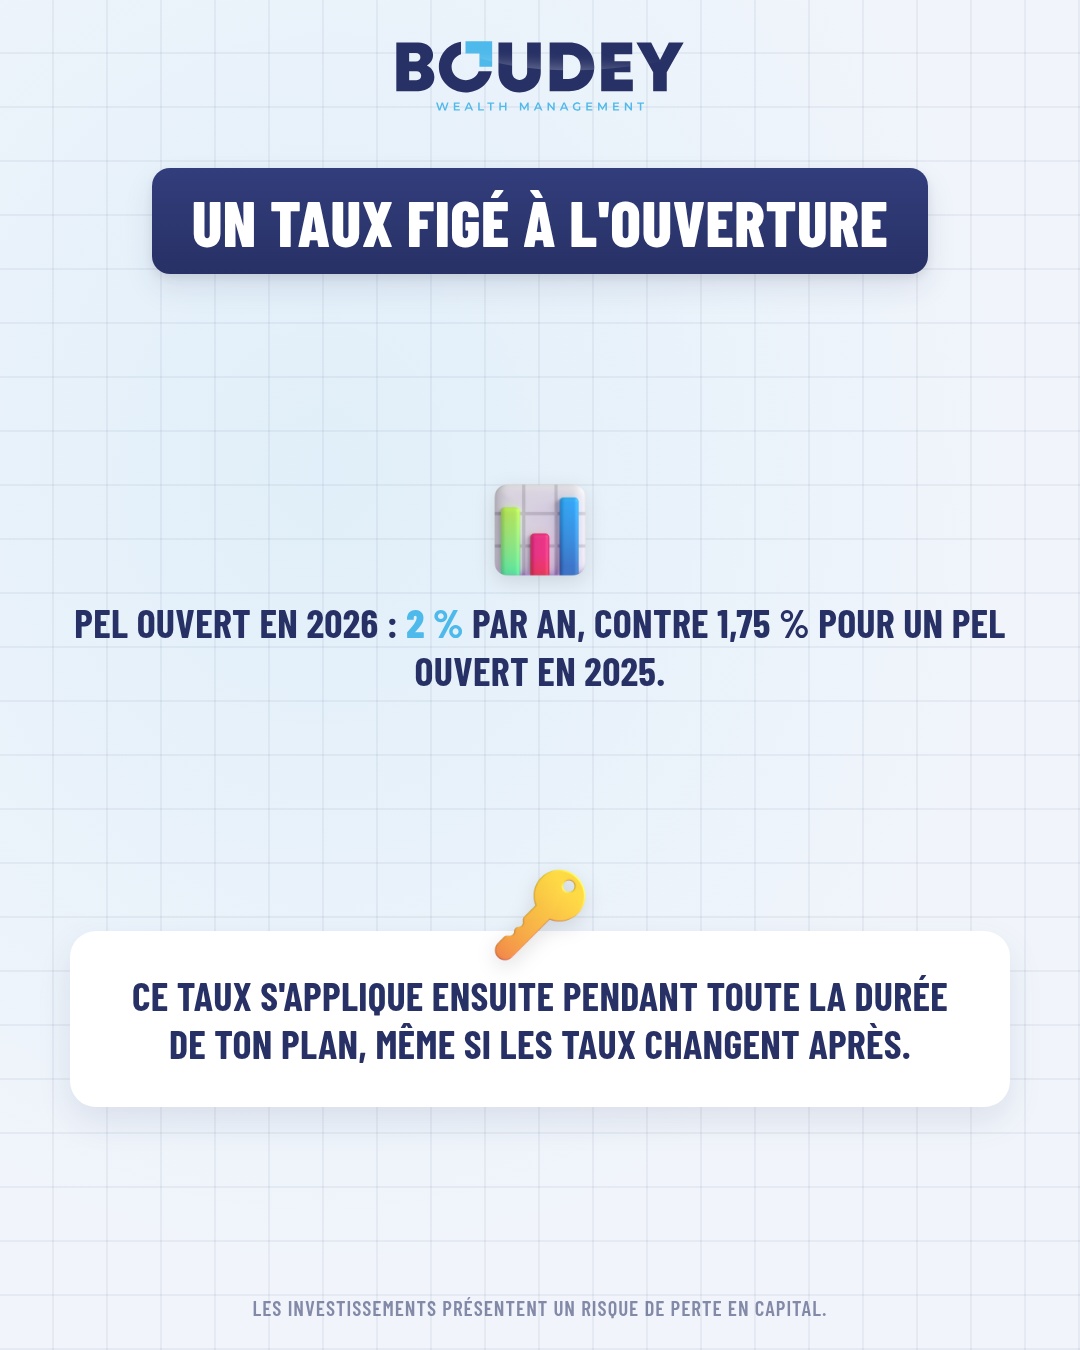 BOUDEY
WEALTH MANAGEMENT
UN TAUX FIGÉ À L'OUVERTURE
PEL OUVERT EN 2026 : 2 % PAR AN, CONTRE 1,75 % POUR UN PEL
OUVERT EN 2025.
CE TAUX S'APPLIQUE ENSUITE PENDANT TOUTE LA DURÉE
DE TON PLAN, MÊME SI LES TAUX CHANGENT APRÈS.
LES INVESTISSEMENTS PRÉSENTENT UN RISQUE DE PERTE EN CAPITAL.